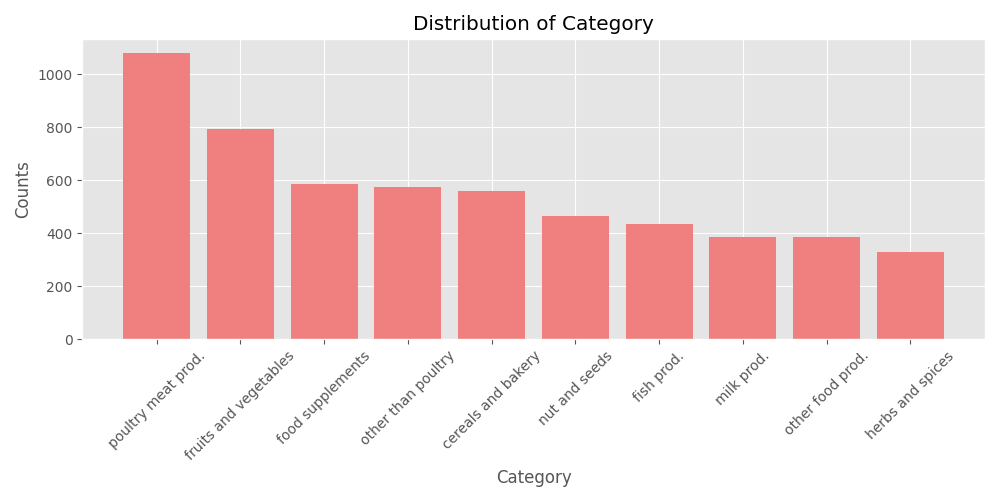 Distribution of Category
Counts
1000
800
600
400
200
0
poultry meat prod.
fruits and vegetables
food supplements
other than poultry
cereals and bakery
nut and seeds
fish prod.
milk prod.
other food prod.
herbs and spices
Category